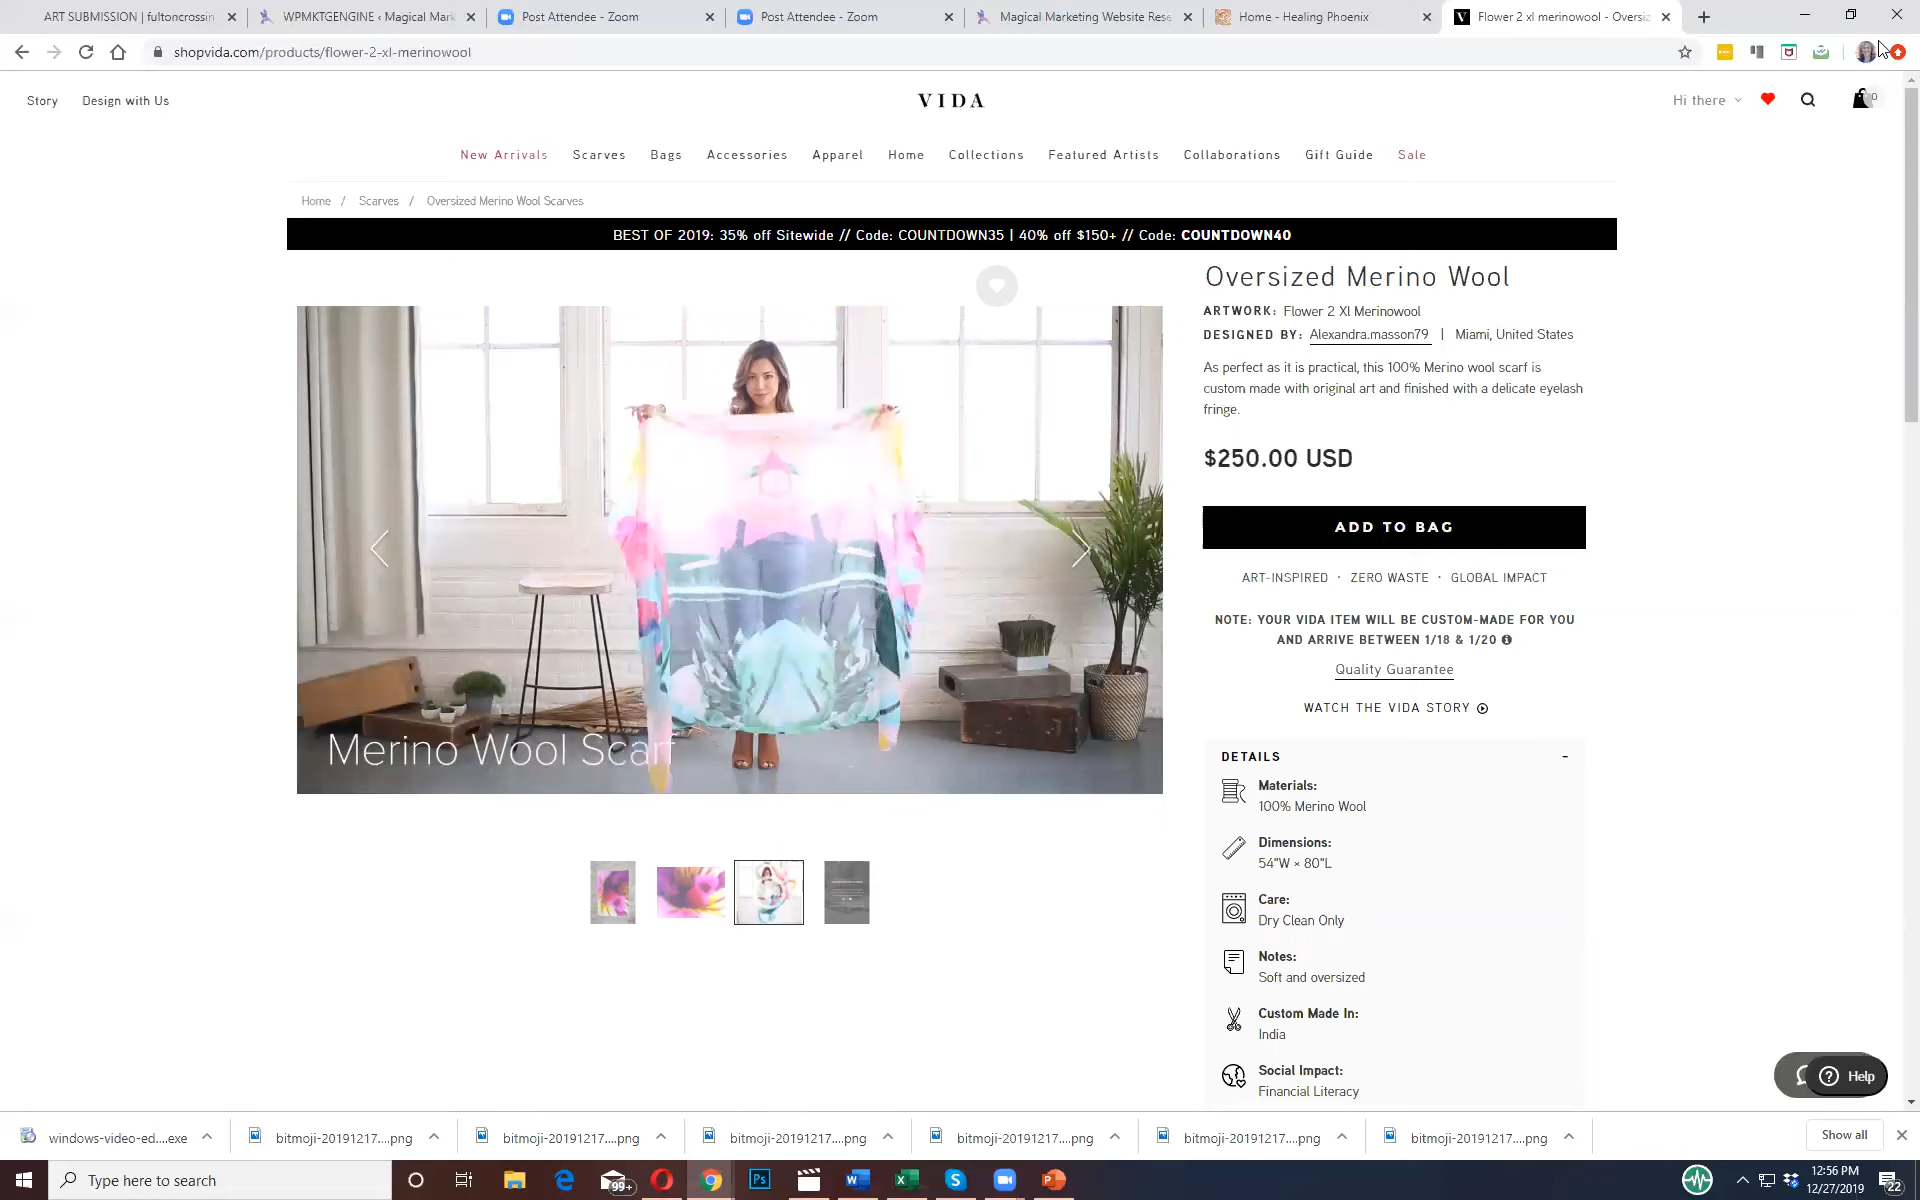 ART SUBMISSION | fultoncrossin
WPMKTGENGINE ‹ Magical Mark
Post Attendee - Zoom
Post Attendee - Zoom
Magical Marketing Website Rese
Home - Healing Phoenix
Flower 2 xl merinowool - Oversiz
shopvida.com/products/flower-2-xl-merinowool
Story
Design with Us
VIDA
Hi there
0
New Arrivals
Scarves
Bags
Accessories
Apparel
Home
Collections
Featured Artists
Collaborations
Gift Guide
Sale
Home / Scarves / Oversized Merino Wool Scarves
BEST OF 2019: 35% off Sitewide // Code: COUNTDOWN35 | 40% off $150+ // Code: COUNTDOWN40
Oversized Merino Wool
ARTWORK: Flower 2 Xl Merinowool
DESIGNED BY: Alexandra.masson79 | Miami, United States
As perfect as it is practical, this 100% Merino wool scarf is
custom made with original art and finished with a delicate eyelash
fringe.
$250.00 USD
ADD TO BAG
ART-INSPIRED · ZERO WASTE · GLOBAL IMPACT
NOTE: YOUR VIDA ITEM WILL BE CUSTOM-MADE FOR YOU
AND ARRIVE BETWEEN 1/18 & 1/20
Quality Guarantee
WATCH THE VIDA STORY
Merino Wool Scarf
DETAILS -
Materials:
100% Merino Wool
Dimensions:
54"W × 80"L
Care:
Dry Clean Only
Notes:
Soft and oversized
Custom Made In:
India
Social Impact:
Financial Literacy
Help
windows-video-ed....exe
bitmoji-20191217....png
bitmoji-20191217....png
bitmoji-20191217....png
bitmoji-20191217....png
bitmoji-20191217....png
bitmoji-20191217....png
Show all
Type here to search
99+
12:56 PM
12/27/2019
22